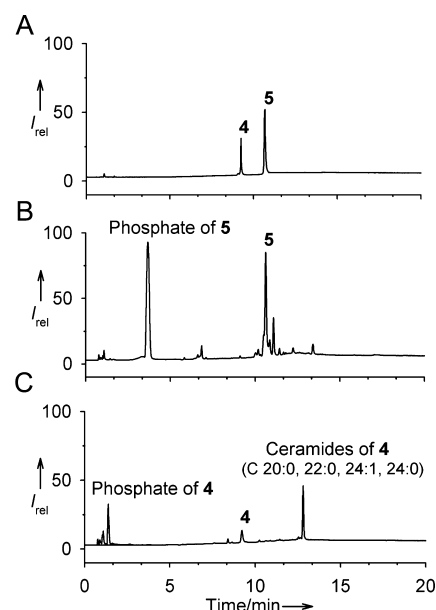 A
100
50
0
I rel
4
5
B
100
50
0
I rel
Phosphate of 5
5
C
100
50
0
I rel
Phosphate of 4
4
Ceramides of 4
(C 20:0, 22:0, 24:1, 24:0)
0 5 10 15 20
Time/min